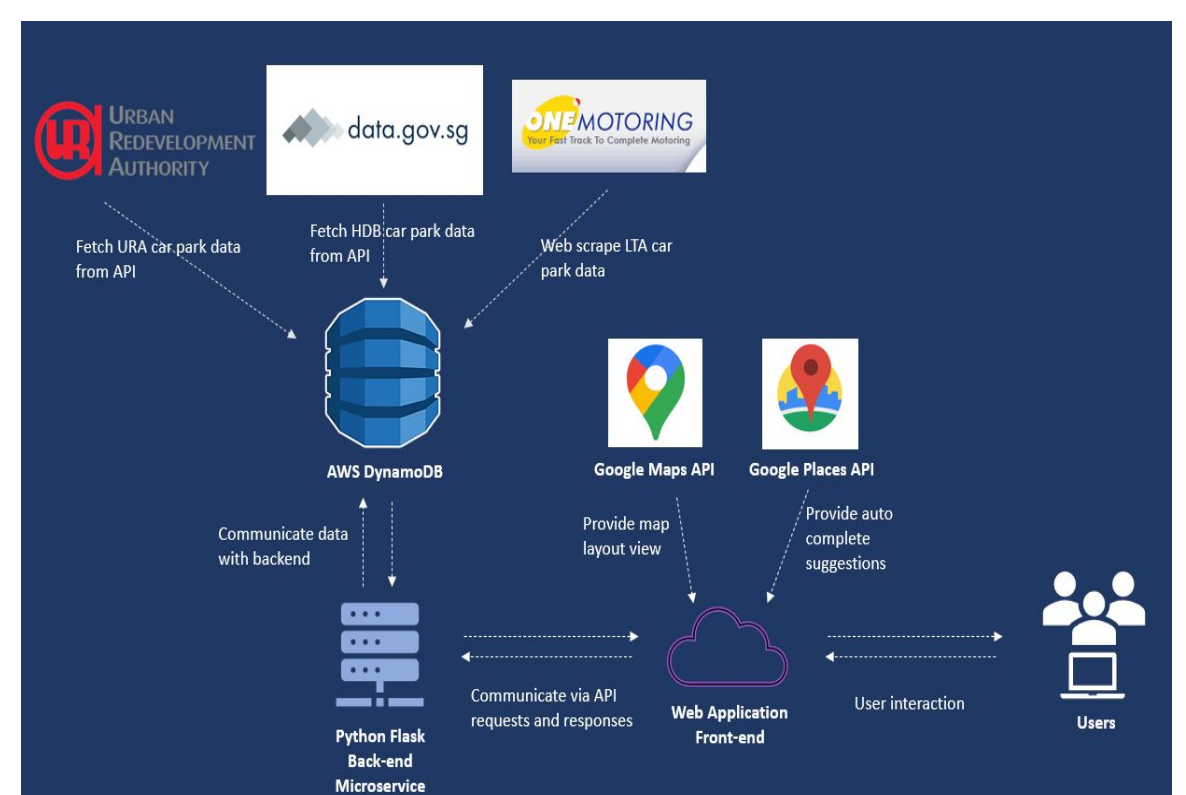 URBAN
REDEVELOPMENT
AUTHORITY
data.gov.sg
ONE MOTORING
Your Fast Track To Complete Motoring
Fetch URA car park data
from API
Fetch HDB car park data
from API
Web scrape LTA car
park data
AWS DynamoDB
Google Maps API
Google Places API
Communicate data
with backend
Provide map
layout view
Provide auto
complete
suggestions
Communicate via API
requests and responses
User interaction
Python Flask
Back-end
Microservice
Web Application
Front-end
Users